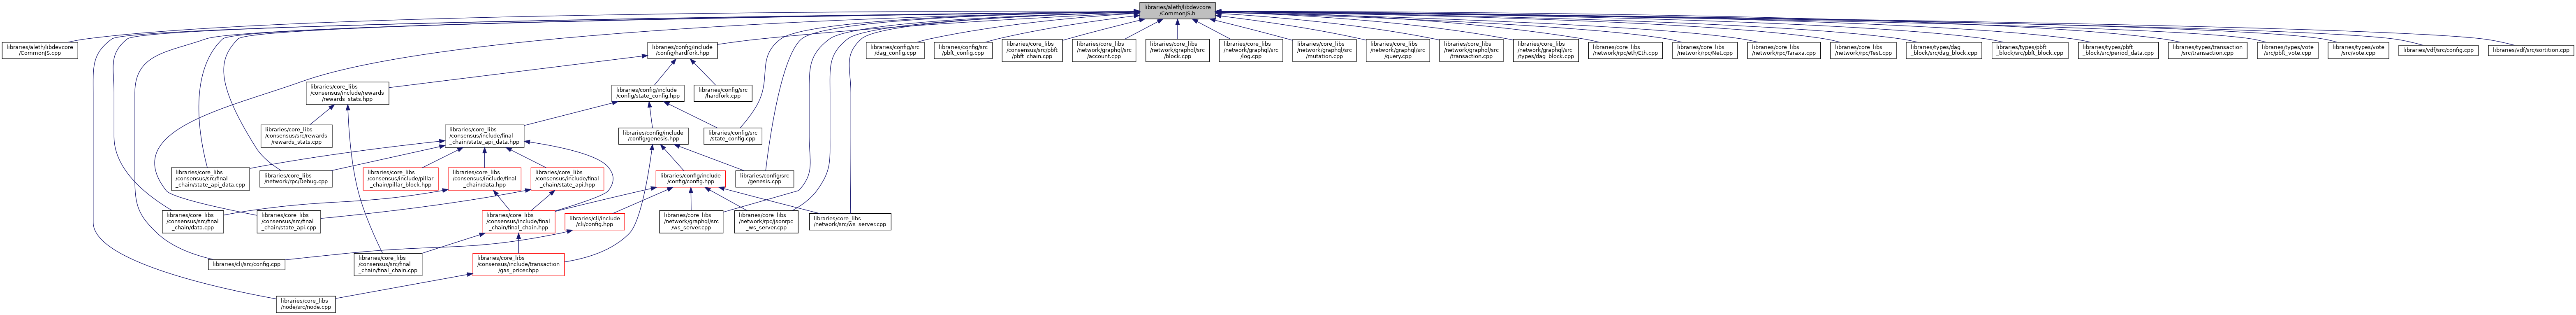 libraries/aleth/libdevcore
/CommonJS.h
libraries/aleth/libdevcore
/CommonJS.cpp
libraries/config/include
/config/hardfork.hpp
libraries/config/src
/dag_config.cpp
libraries/config/src
/pbft_config.cpp
libraries/core_libs
/consensus/src/pbft
/pbft_chain.cpp
libraries/core_libs
/network/graphql/src
/account.cpp
libraries/core_libs
/network/graphql/src
/block.cpp
libraries/core_libs
/network/graphql/src
/log.cpp
libraries/core_libs
/network/graphql/src
/mutation.cpp
libraries/core_libs
/network/graphql/src
/query.cpp
libraries/core_libs
/network/graphql/src
/transaction.cpp
libraries/core_libs
/network/graphql/src
/types/dag_block.cpp
libraries/core_libs
/network/rpc/eth/Eth.cpp
libraries/core_libs
/network/rpc/Net.cpp
libraries/core_libs
/network/rpc/Taraxa.cpp
libraries/core_libs
/network/rpc/Test.cpp
libraries/types/dag
_block/src/dag_block.cpp
libraries/types/pbft
_block/src/pbft_block.cpp
libraries/types/pbft
_block/src/period_data.cpp
libraries/types/transaction
/src/transaction.cpp
libraries/types/vote
/src/pbft_vote.cpp
libraries/types/vote
/src/vote.cpp
libraries/vdf/src/config.cpp
libraries/vdf/src/sortition.cpp
libraries/core_libs
/consensus/include/rewards
/rewards_stats.hpp
libraries/config/include
/config/state_config.hpp
libraries/config/src
/hardfork.cpp
libraries/core_libs
/consensus/src/rewards
/rewards_stats.cpp
libraries/core_libs
/consensus/include/final
_chain/state_api_data.hpp
libraries/config/include
/config/genesis.hpp
libraries/config/src
/state_config.cpp
libraries/core_libs
/consensus/src/final
_chain/state_api_data.cpp
libraries/core_libs
/network/rpc/Debug.cpp
libraries/core_libs
/consensus/include/pillar
_chain/pillar_block.hpp
libraries/core_libs
/consensus/include/final
_chain/data.hpp
libraries/core_libs
/consensus/include/final
_chain/state_api.hpp
libraries/config/include
/config/config.hpp
libraries/config/src
/genesis.cpp
libraries/core_libs
/consensus/src/final
_chain/data.cpp
libraries/core_libs
/consensus/src/final
_chain/state_api.cpp
libraries/core_libs
/consensus/include/final
_chain/final_chain.hpp
libraries/cli/include
/cli/config.hpp
libraries/core_libs
/network/graphql/src
/ws_server.cpp
libraries/core_libs
/network/rpc/jsonrpc
_ws_server.cpp
libraries/core_libs
/network/src/ws_server.cpp
libraries/cli/src/config.cpp
libraries/core_libs
/consensus/src/final
_chain/final_chain.cpp
libraries/core_libs
/consensus/include/transaction
/gas_pricer.hpp
libraries/core_libs
/node/src/node.cpp